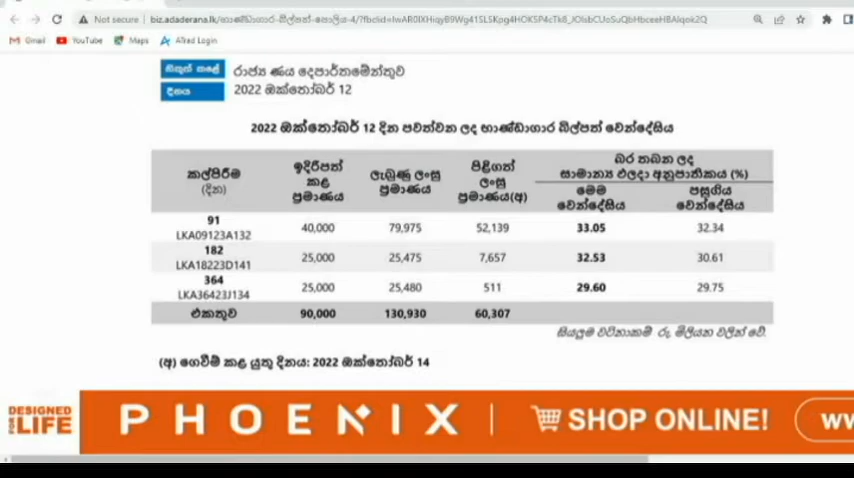 Not secure | biz.adaderana.lk/භාණ්ඩාගාර-බිල්පත්-පොලිය-4/?fbclid=
Gmail YouTube Maps Afred Login
නිකුත් කළේ රාජ්‍ය ණය දෙපාර්තමේන්තුව
දිනය 2022 ඔක්තෝබර් 12
2022 ඔක්තෝබර් 12 දින පවත්වන ලද භාණ්ඩාගාර බිල්පත් වෙන්දේසිය
කල්පිරීම (දින) ඉදිරිපත් කළ ප්‍රමාණය ලැබුණු ලංසු ප්‍රමාණය පිළිගත් ලංසු ප්‍රමාණය(අ) බර තබන ලද සාමාන්‍ය ඵලදා අනුපාතිකය (%)
මෙම වෙන්දේසිය පසුගිය වෙන්දේසිය
91
LKA09123A132 40,000 79,975 52,139 33.05 32.34
182
LKA18223D141 25,000 25,475 7,657 32.53 30.61
364
LKA36423J134 25,000 25,480 511 29.60 29.75
එකතුව 90,000 130,930 60,307
සියලුම වටිනාකම් රු. මිලියන වලින් වේ.
(අ) ගෙවීම් කළ යුතු දිනය: 2022 ඔක්තෝබර් 14
DESIGNED FOR LIFE PHOENIX | SHOP ONLINE!